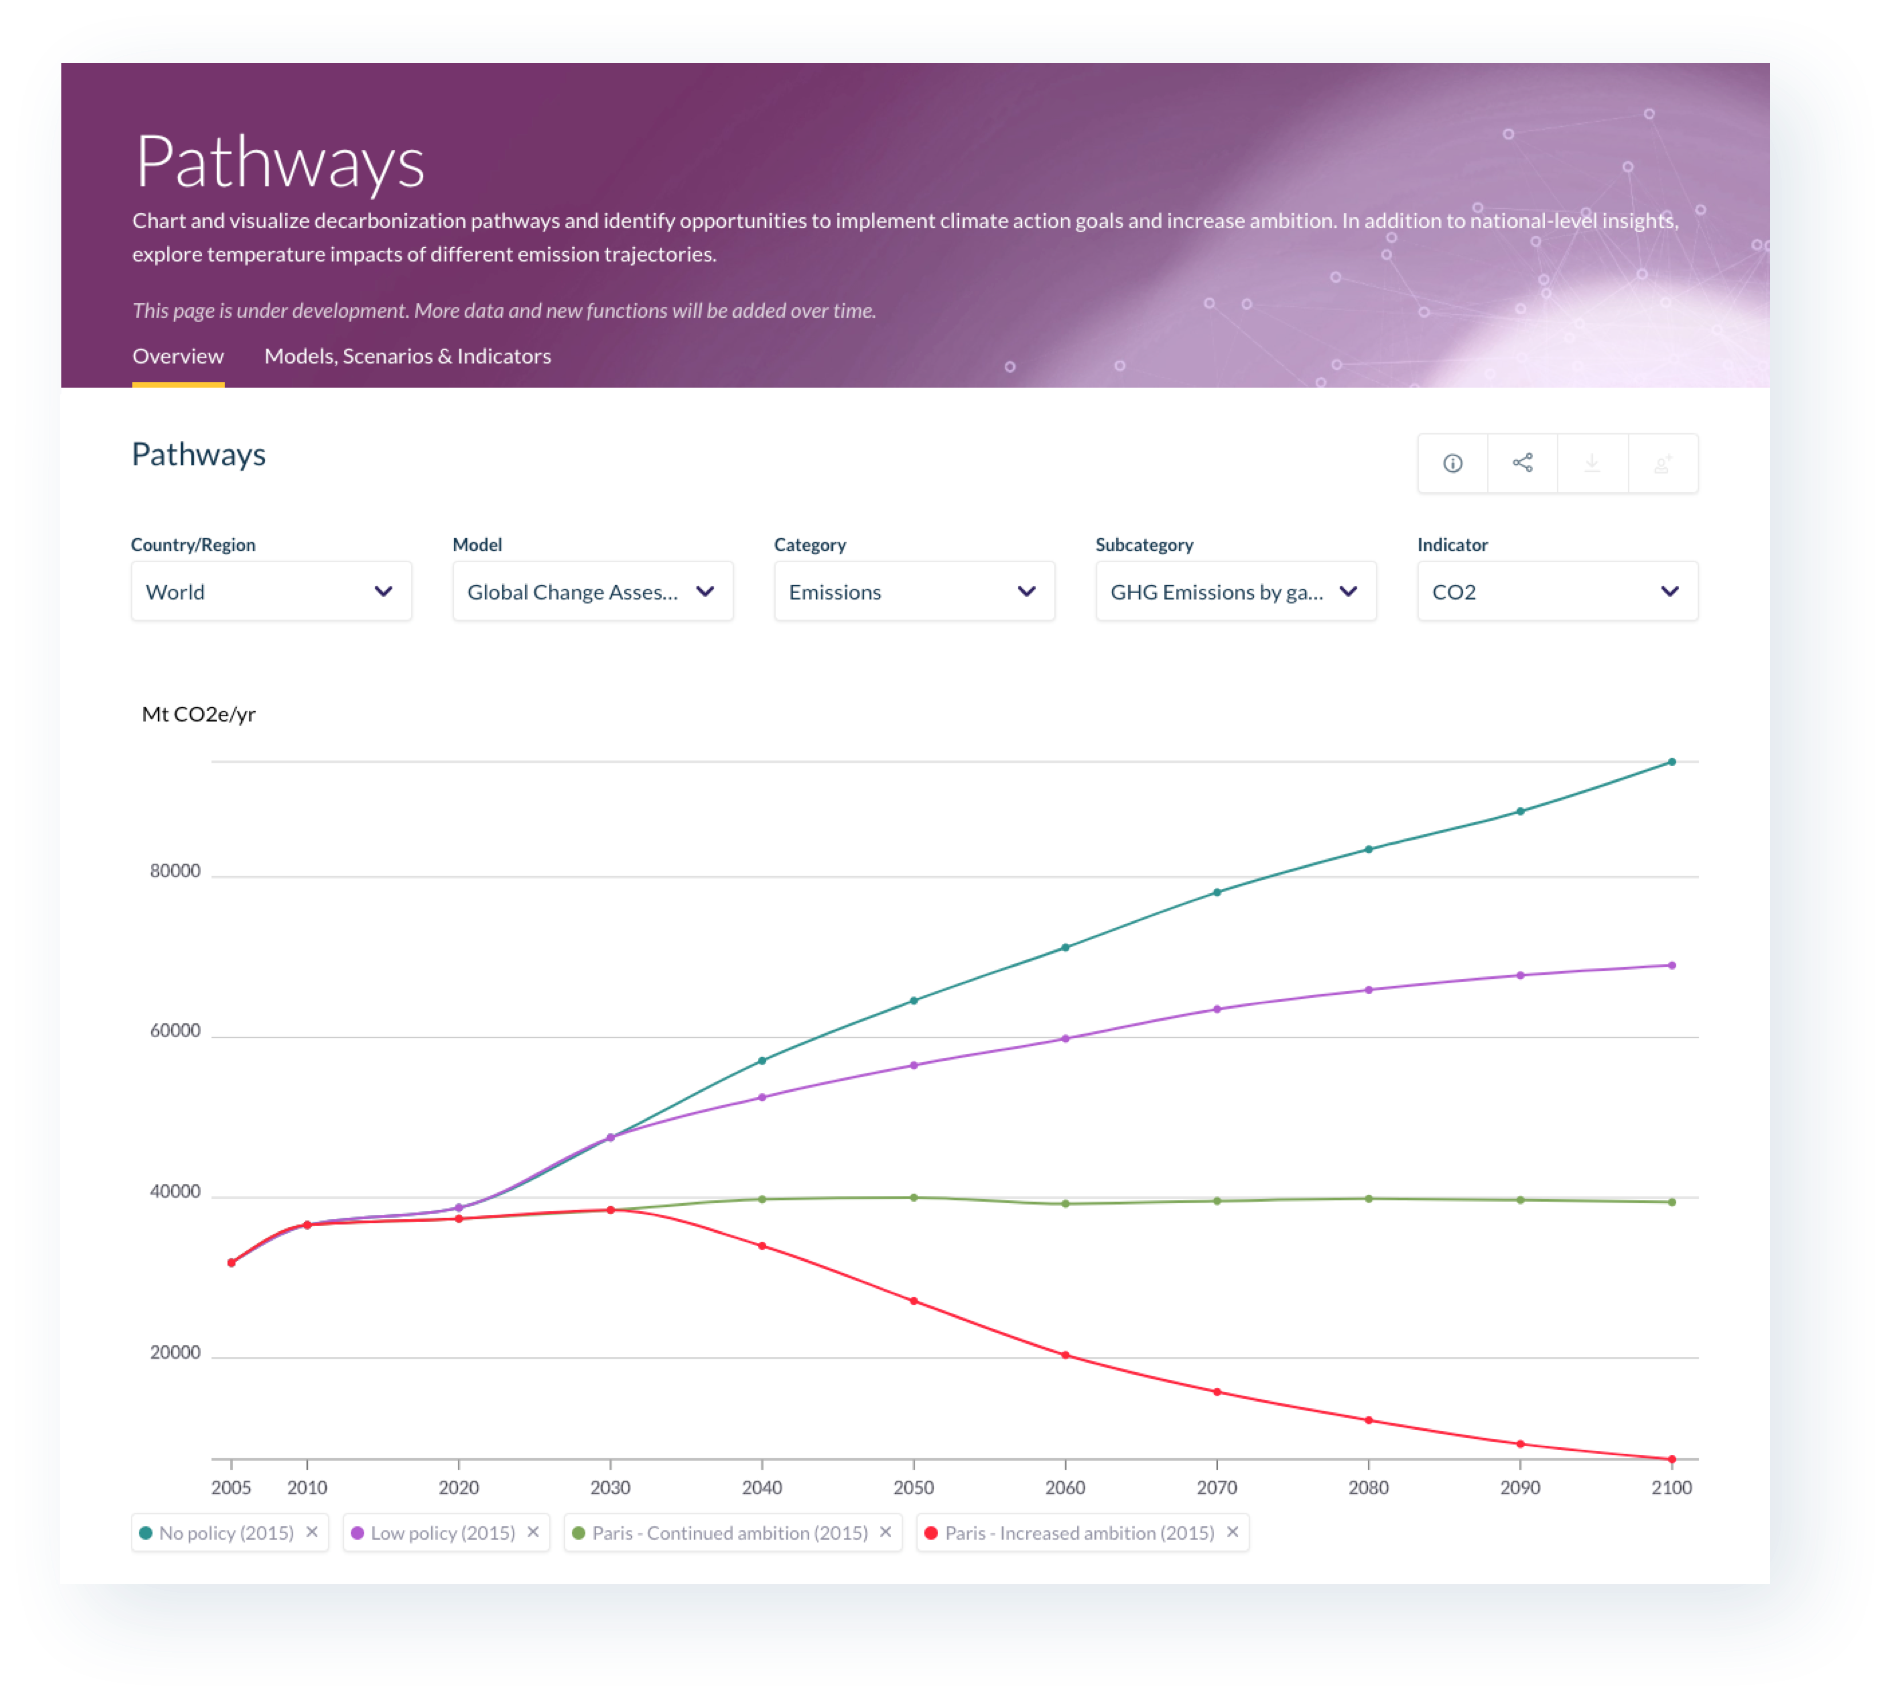 Pathways
Chart and visualize decarbonization pathways and identify opportunities to implement climate action goals and increase ambition. In addition to national-level insights,
explore temperature impacts of different emission trajectories.
This page is under development. More data and new functions will be added over time.
Overview Models, Scenarios & Indicators
Pathways
Country/Region Model Category Subcategory Indicator
World Global Change Asses... Emissions GHG Emissions by ga... CO2
Mt CO2e/yr
80000
60000
40000
20000
2005 2010 2020 2030 2040 2050 2060 2070 2080 2090 2100
No policy (2015) × Low policy (2015) × Paris - Continued ambition (2015) × Paris - Increased ambition (2015) ×